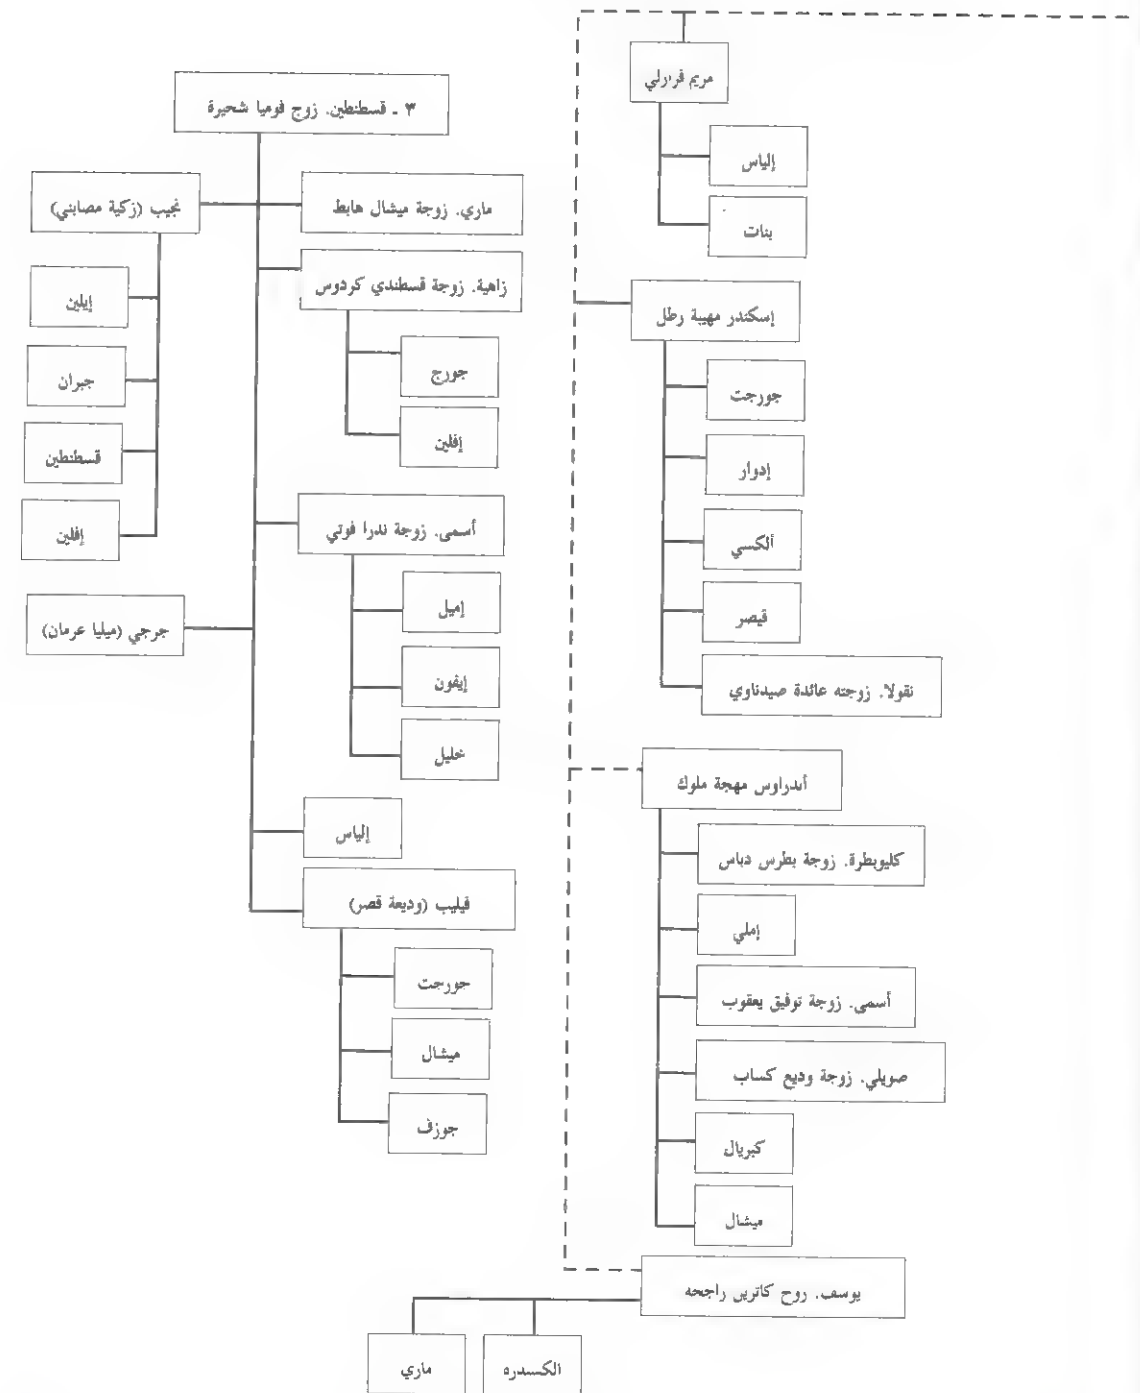 مريم
إلياس
بنات
إسكندر مهيبة رطل
جورجت
إدوار
ألكسي
قيصر
نقولا. زوجته عائدة صيدناوي
أندراوس مهجة ملوك
كليوبطرة. زوجة بطرس دباس
إملي
أسمى. زوجة توفيق يعقوب
صويلي. زوجة وديع كساب
كبريال
ميشال
يوسف. روح كاترين راجحه
الكسندره
ماري
٣ ـ قسطنطين. زوج فوميا شحيرة
ماري. زوجة ميشال هابط
زاهية. زوجة قسطندي كردوس
جورج
إفلين
أسمى. زوجة ندرا فوتي
إميل
إيفون
خليل
إلياس
فيليب (وديعة قصر)
جورجت
ميشال
جوزف
نجيب (زكية مصابني)
إيلين
جبران
قسطنطين
إفلين
جرجي (ميليا عرمان)